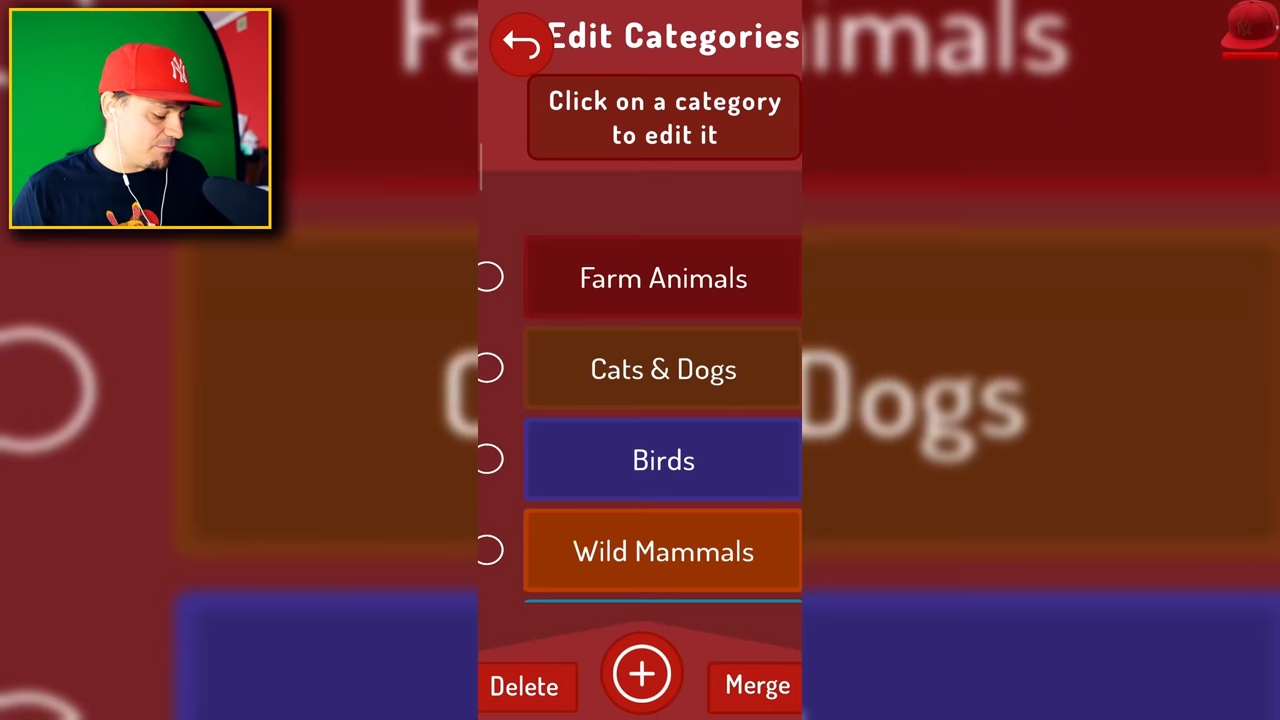 Edit Categories
Click on a category
to edit it
Farm Animals
Cats & Dogs
Birds
Wild Mammals
Delete
Merge